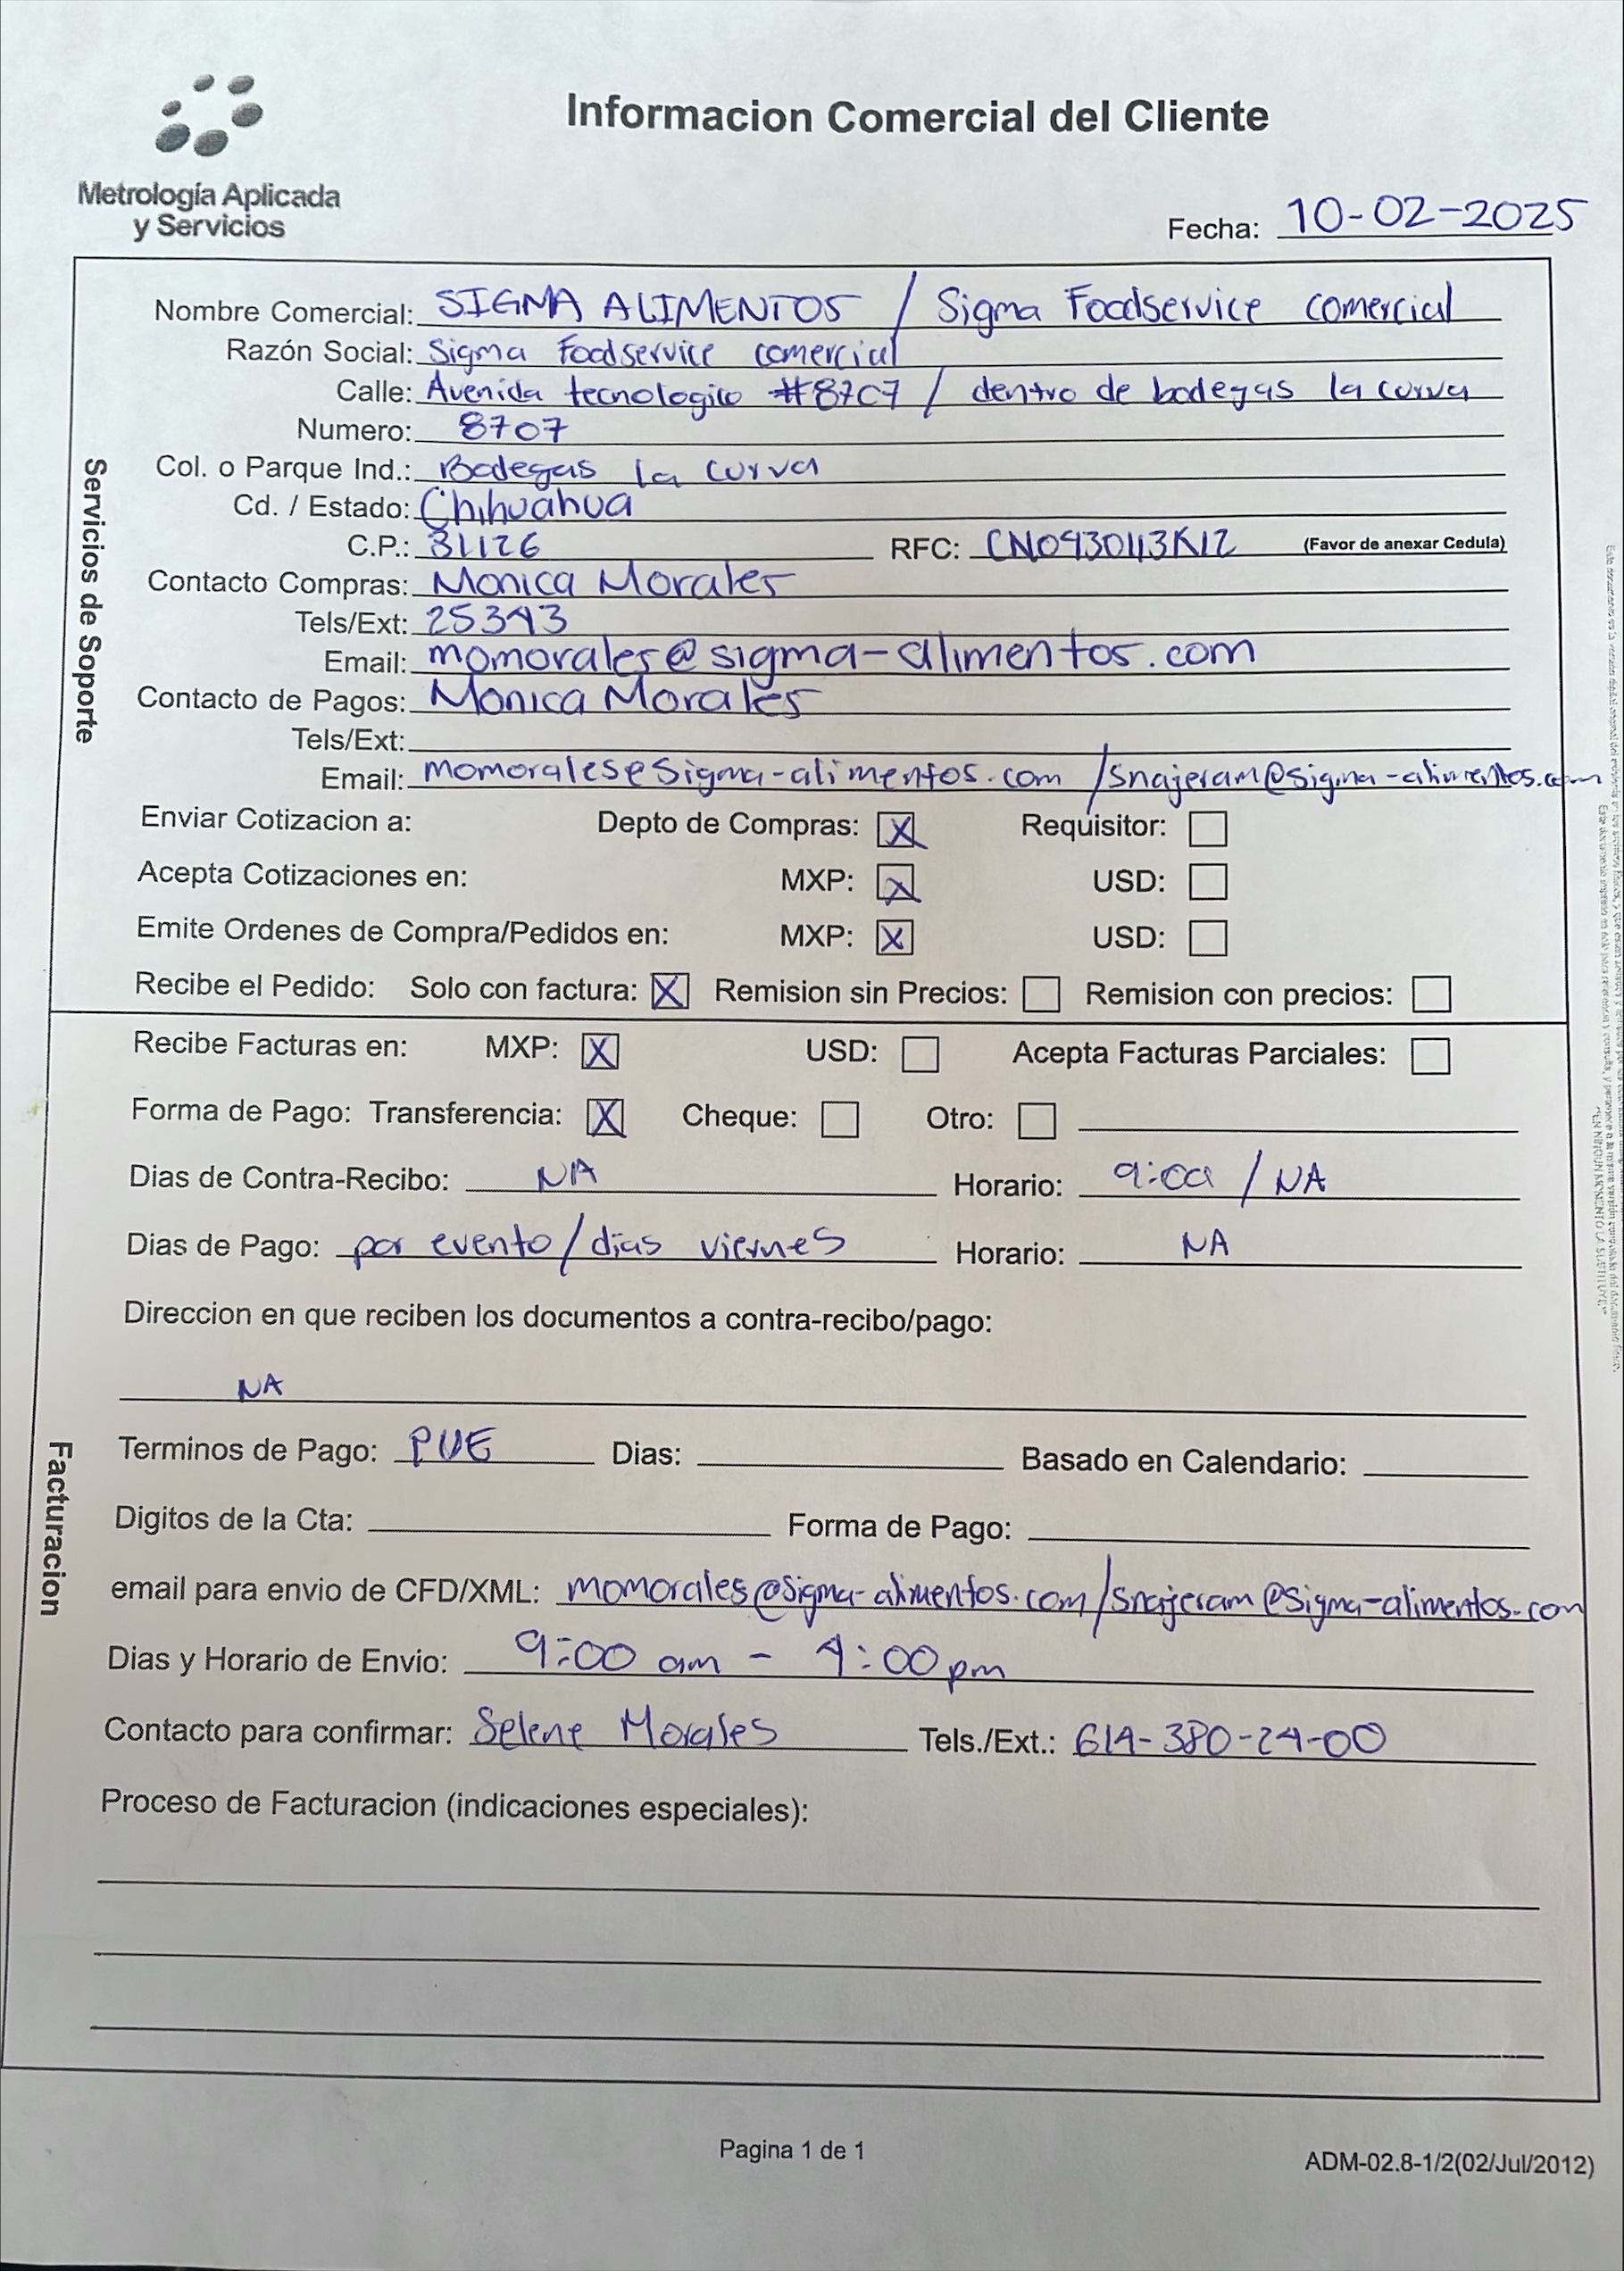 Informacion Comercial del Cliente
Metrología Aplicada
y Servicios
Fecha: 10-02-2025
Servicios de Soporte
Nombre Comercial: SIGMA ALIMENTOS / Sigma Foodservice comercial
Razón Social: Sigma Foodservice comercial
Calle: Avenida tecnologico #8707 / dentro de bodegas la curva
Numero: 8707
Col. o Parque Ind.: Bodegas la curva
Cd. / Estado: Chihuahua
C.P.: 31126 RFC: CNO430113K12 (Favor de anexar Cedula)
Contacto Compras: Monica Morales
Tels/Ext: 25343
Email: momorales@sigma-alimentos.com
Contacto de Pagos: Monica Morales
Tels/Ext:
Email: momorales@sigma-alimentos.com /snajeram@sigma-alimentos.com
Enviar Cotizacion a: Depto de Compras: X Requisitor:
Acepta Cotizaciones en: MXP: X USD:
Emite Ordenes de Compra/Pedidos en: MXP: X USD:
Recibe el Pedido: Solo con factura: X Remision sin Precios: Remision con precios:
Facturacion
Recibe Facturas en: MXP: X USD: Acepta Facturas Parciales:
Forma de Pago: Transferencia: X Cheque: Otro:
Dias de Contra-Recibo: NA Horario: 9:00 / NA
Dias de Pago: por evento/dias viernes Horario: NA
Direccion en que reciben los documentos a contra-recibo/pago:
NA
Terminos de Pago: PUE Dias: Basado en Calendario:
Digitos de la Cta: Forma de Pago:
email para envio de CFD/XML: momorales@sigma-alimentos.com/snajeram@sigma-alimentos.com
Dias y Horario de Envio: 9:00 am - 4:00 pm
Contacto para confirmar: Selene Morales Tels./Ext.: 614-380-24-00
Proceso de Facturacion (indicaciones especiales):
Pagina 1 de 1
ADM-02.8-1/2(02/Jul/2012)